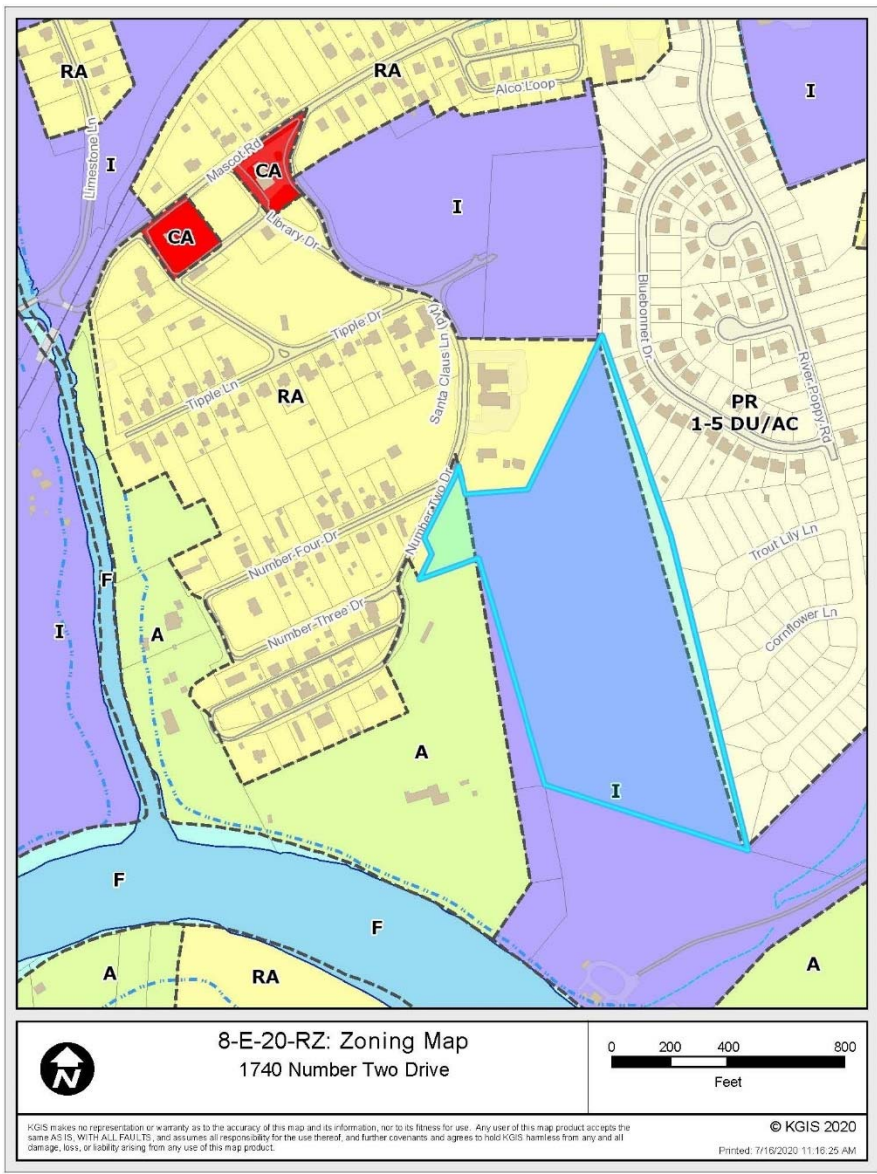 RA
RA
Alco Loop
I
Limestone Ln
I
Mascot Rd
CA
I
CA
Library Dr
Bluebonnet Dr
Santa Claus Ln (pvt)
Tipple Dr
River Poppy Rd
Tipple Ln
RA
PR
1-5 DU/AC
Number Two Dr
Number Four Dr
Trout Lily Ln
F
Number Three Dr
Cornflower Ln
I
A
A
I
F
F
A
RA
A
N
8-E-20-RZ: Zoning Map
1740 Number Two Drive
0 200 400 800
Feet
KGIS makes no representation or warranty as to the accuracy of this map and its information, nor to its fitness for use. Any user of this map product accepts the
same AS IS, WITH ALL FAULTS, and assumes all responsibility for the use thereof, and further covenants and agrees to hold KGIS harmless from any and all
damage, loss, or liability arising from any use of this map product.
© KGIS 2020
Printed: 7/16/2020 11:16:25 AM